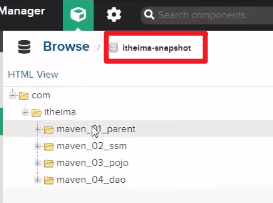 Manager
Search components
Browse / itheima-snapshot
HTML View
com
itheima
maven_01_parent
maven_02_ssm
maven_03_pojo
maven_04_dao